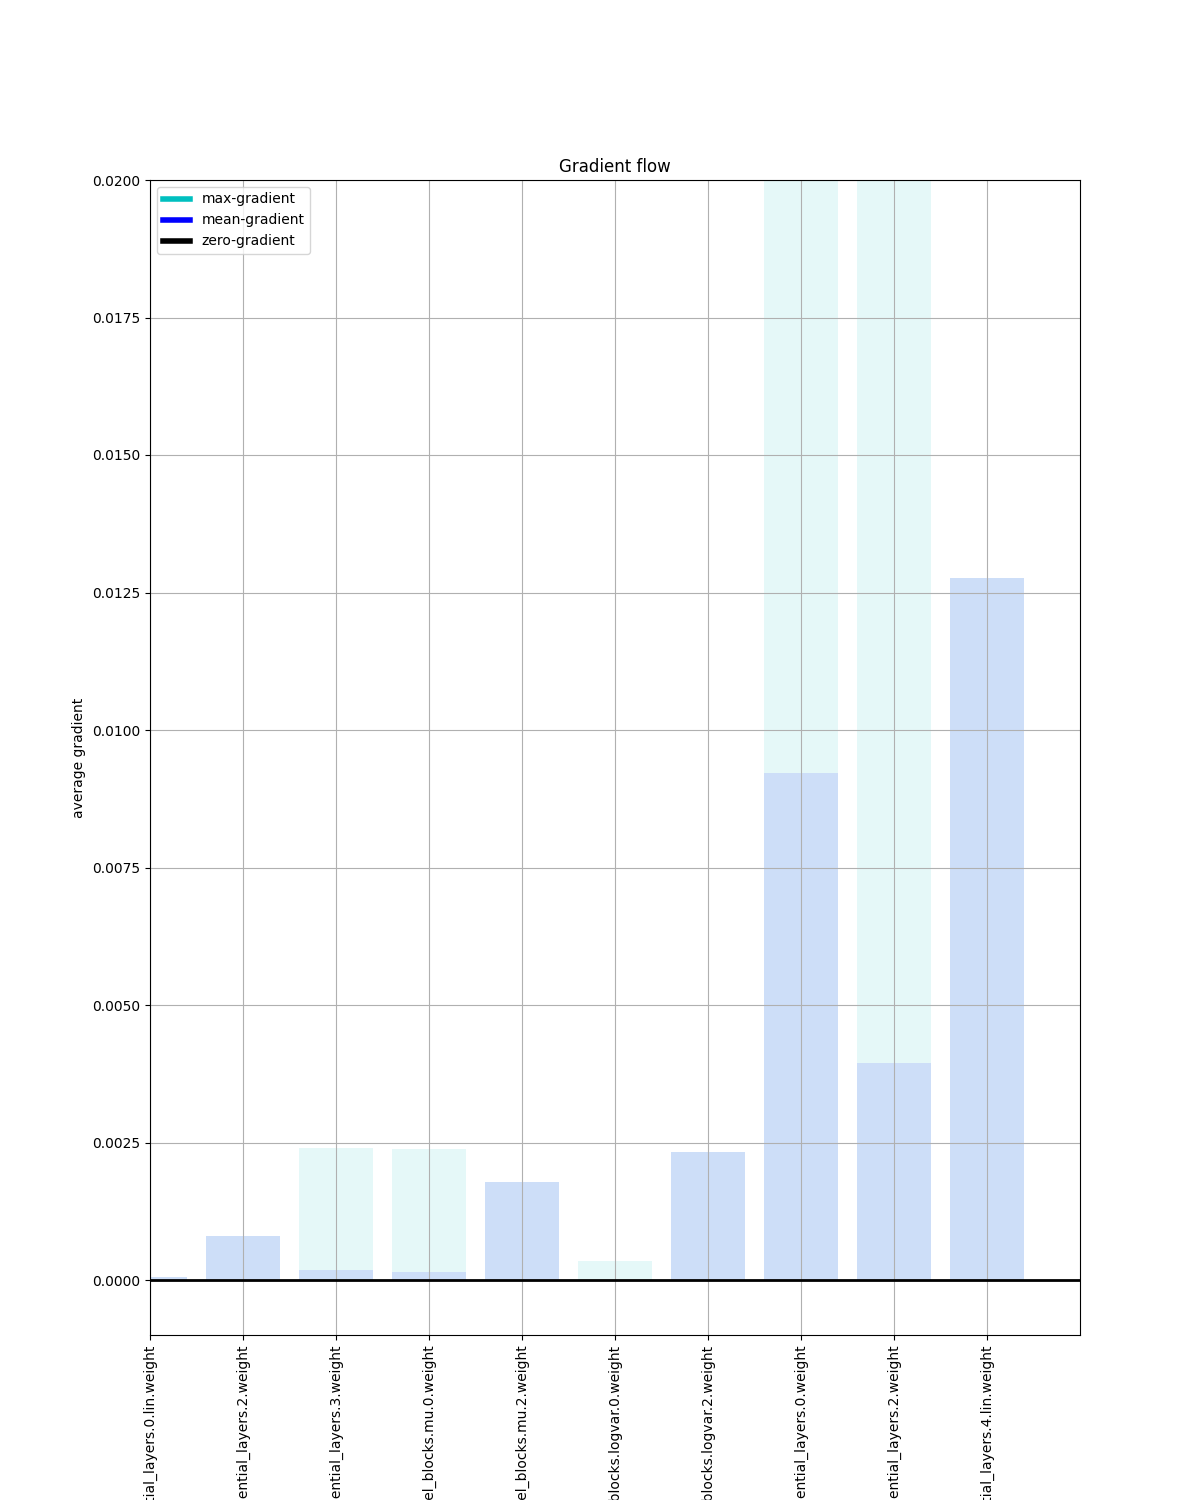 Gradient flow
max-gradient
mean-gradient
zero-gradient
0.0200
0.0175
0.0150
0.0125
0.0100
0.0075
0.0050
0.0025
0.0000
average gradient
tial_layers.0.lin.weight
ential_layers.2.weight
ential_layers.3.weight
el_blocks.mu.0.weight
el_blocks.mu.2.weight
blocks.logvar.0.weight
blocks.logvar.2.weight
ential_layers.0.weight
ential_layers.2.weight
tial_layers.4.lin.weight